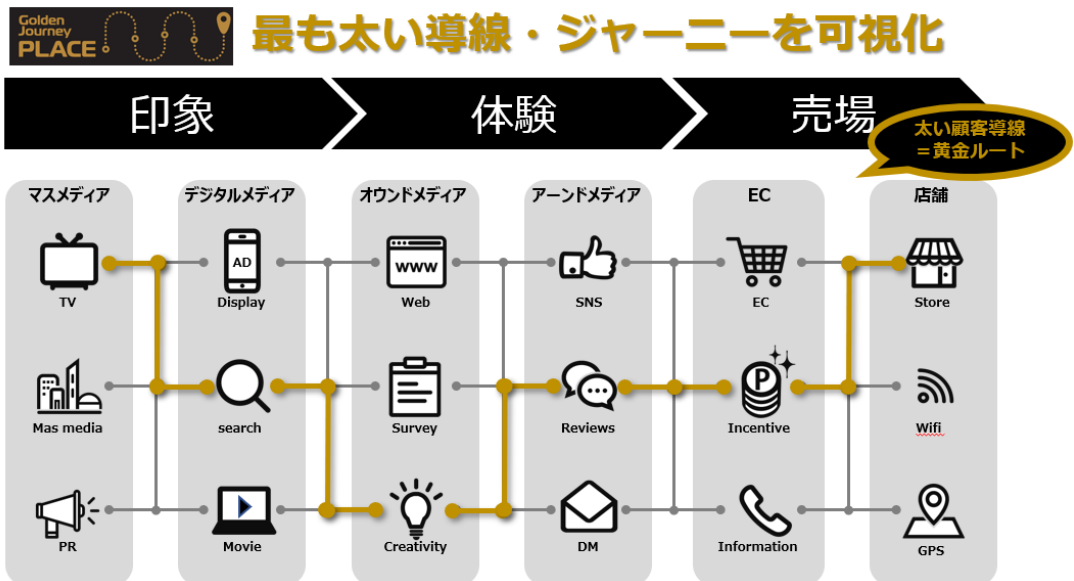 Golden
Journey
PLACE
最も太い導線・ジャーニーを可視化
印象
体験
売場
太い顧客導線
=黄金ルート
マスメディア
デジタルメディア
オウンドメディア
アーンドメディア
EC
店舗
AD
WWW
TV
Display
Web
SNS
EC
Store
P
Mas media
search
Survey
Reviews
Incentive
Wifi
PR
Movie
Creativity
DM
Information
GPS